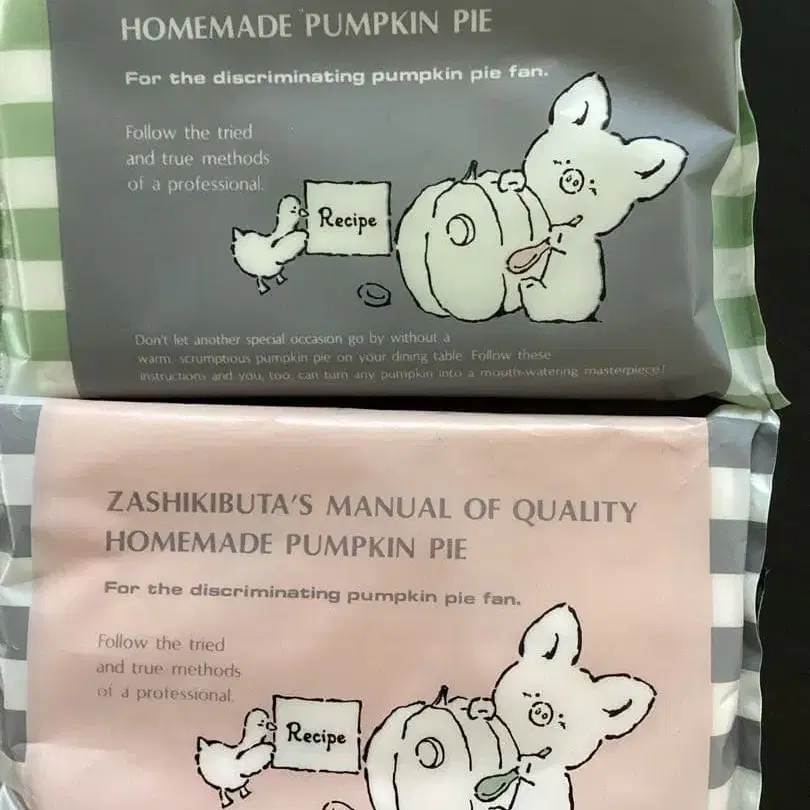 HOMEMADE PUMPKIN PIE
For the discriminating pumpkin pie fan.
Follow the tried
and true methods
of a professional.
Recipe
Don't let another special occasion go by without a
warm, scrumptious pumpkin pie on your dining table. Follow these
instructions and you, too, can turn any pumpkin into a mouth-watering masterpiece!
ZASHIKIBUTA'S MANUAL OF QUALITY
HOMEMADE PUMPKIN PIE
For the discriminating pumpkin pie fan.
Follow the tried
and true methods
of a professional.
Recipe